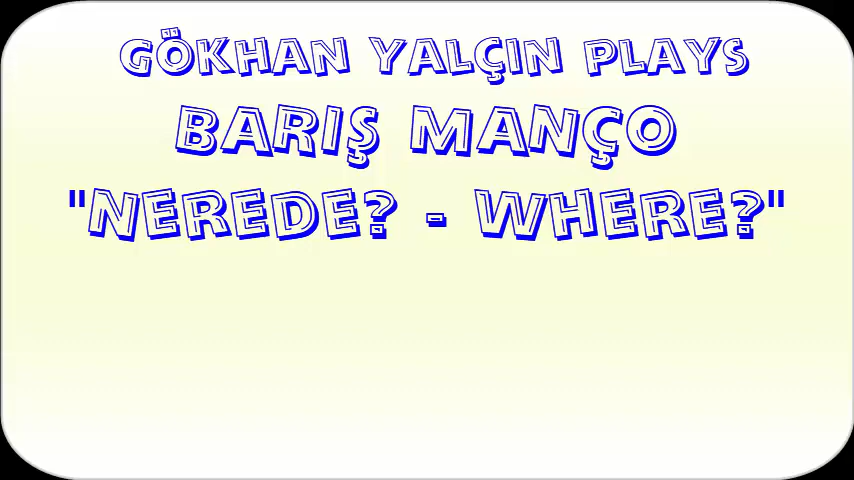 GÖKHAN YALÇIN PLAYS
BARIŞ MANÇO
"NEREDE? - WHERE?"